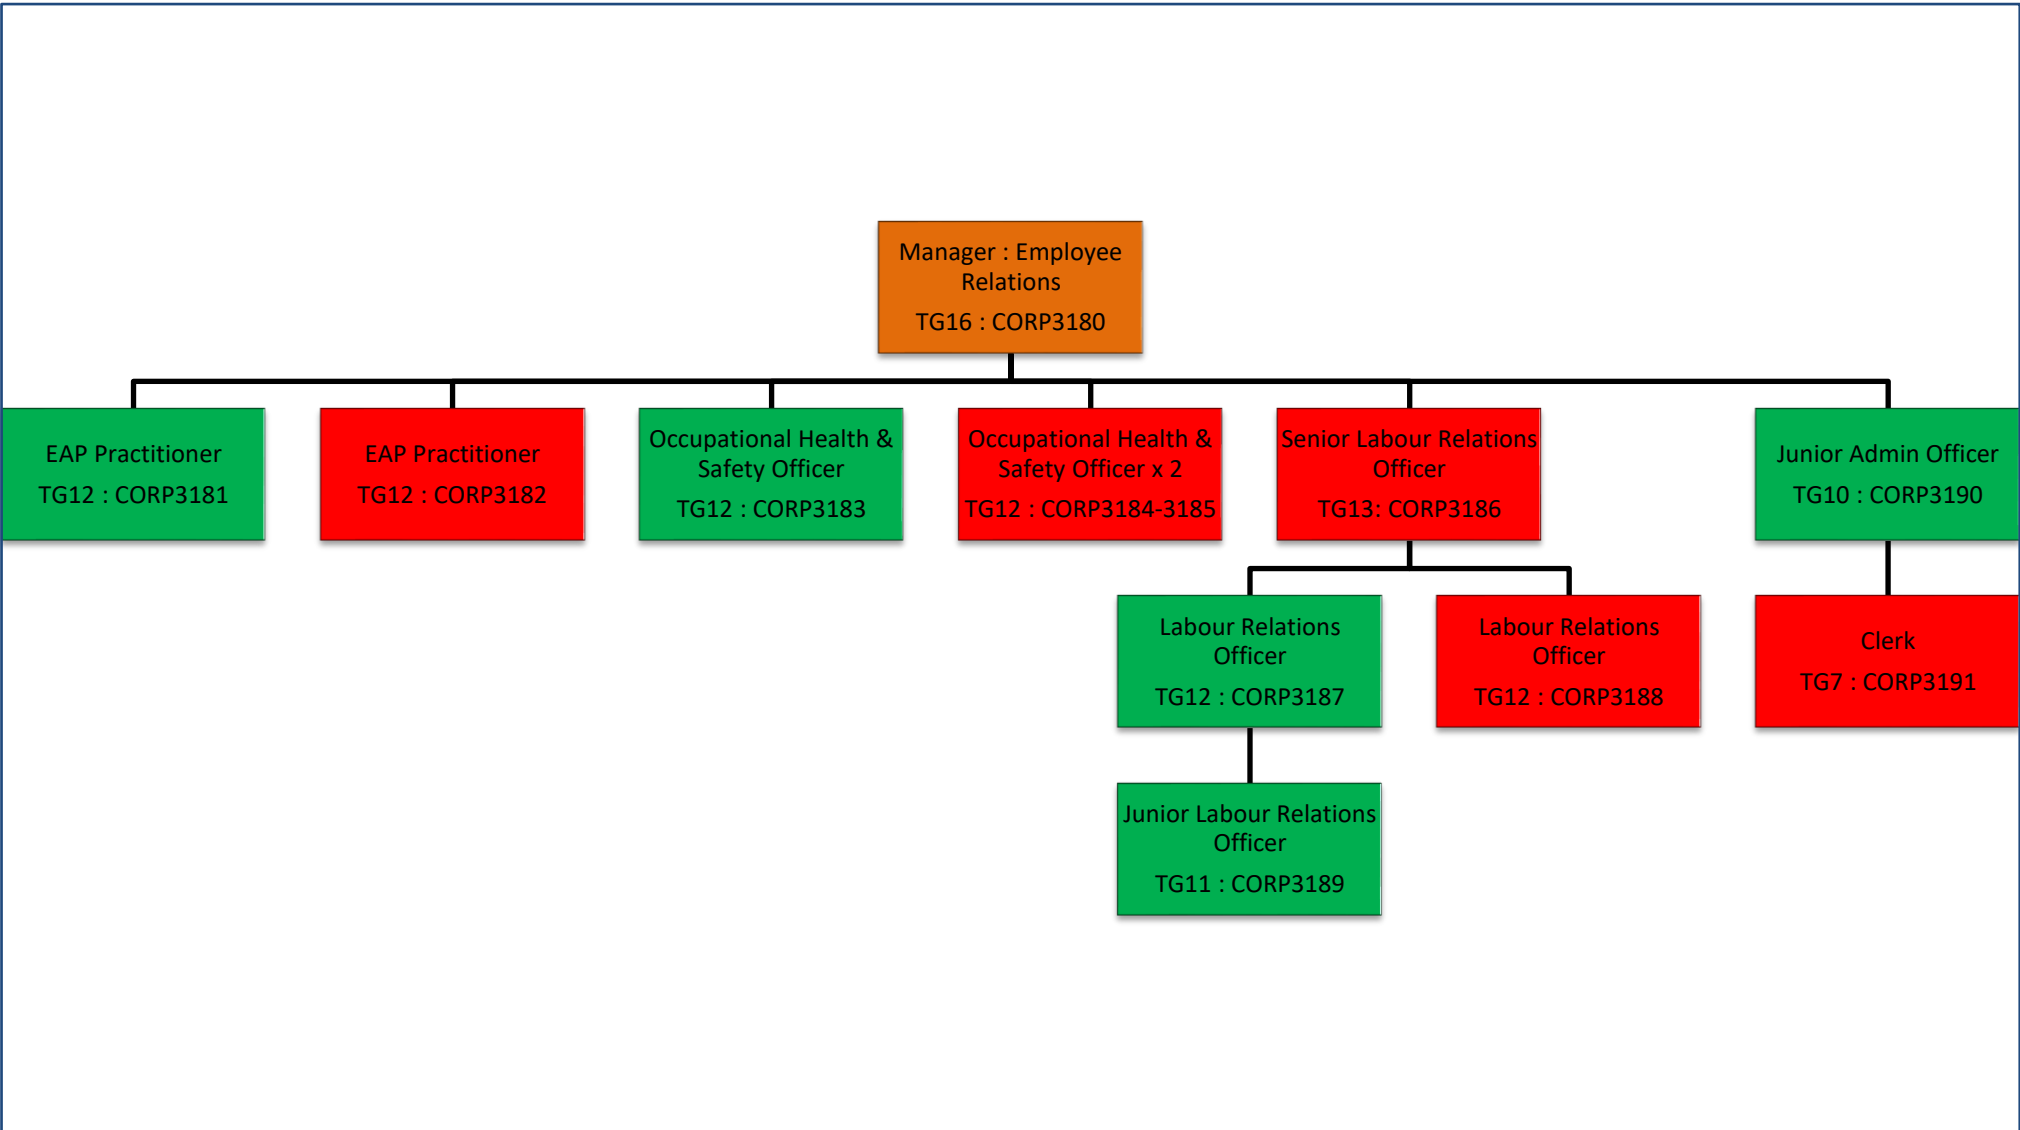 Manager : Employee
Relations
TG16 : CORP3180
EAP Practitioner
TG12 : CORP3181
EAP Practitioner
TG12 : CORP3182
Occupational Health &
Safety Officer
TG12 : CORP3183
Occupational Health &
Safety Officer x 2
TG12 : CORP3184-3185
Senior Labour Relations
Officer
TG13: CORP3186
Junior Admin Officer
TG10 : CORP3190
Labour Relations
Officer
TG12 : CORP3187
Labour Relations
Officer
TG12 : CORP3188
Clerk
TG7 : CORP3191
Junior Labour Relations
Officer
TG11 : CORP3189